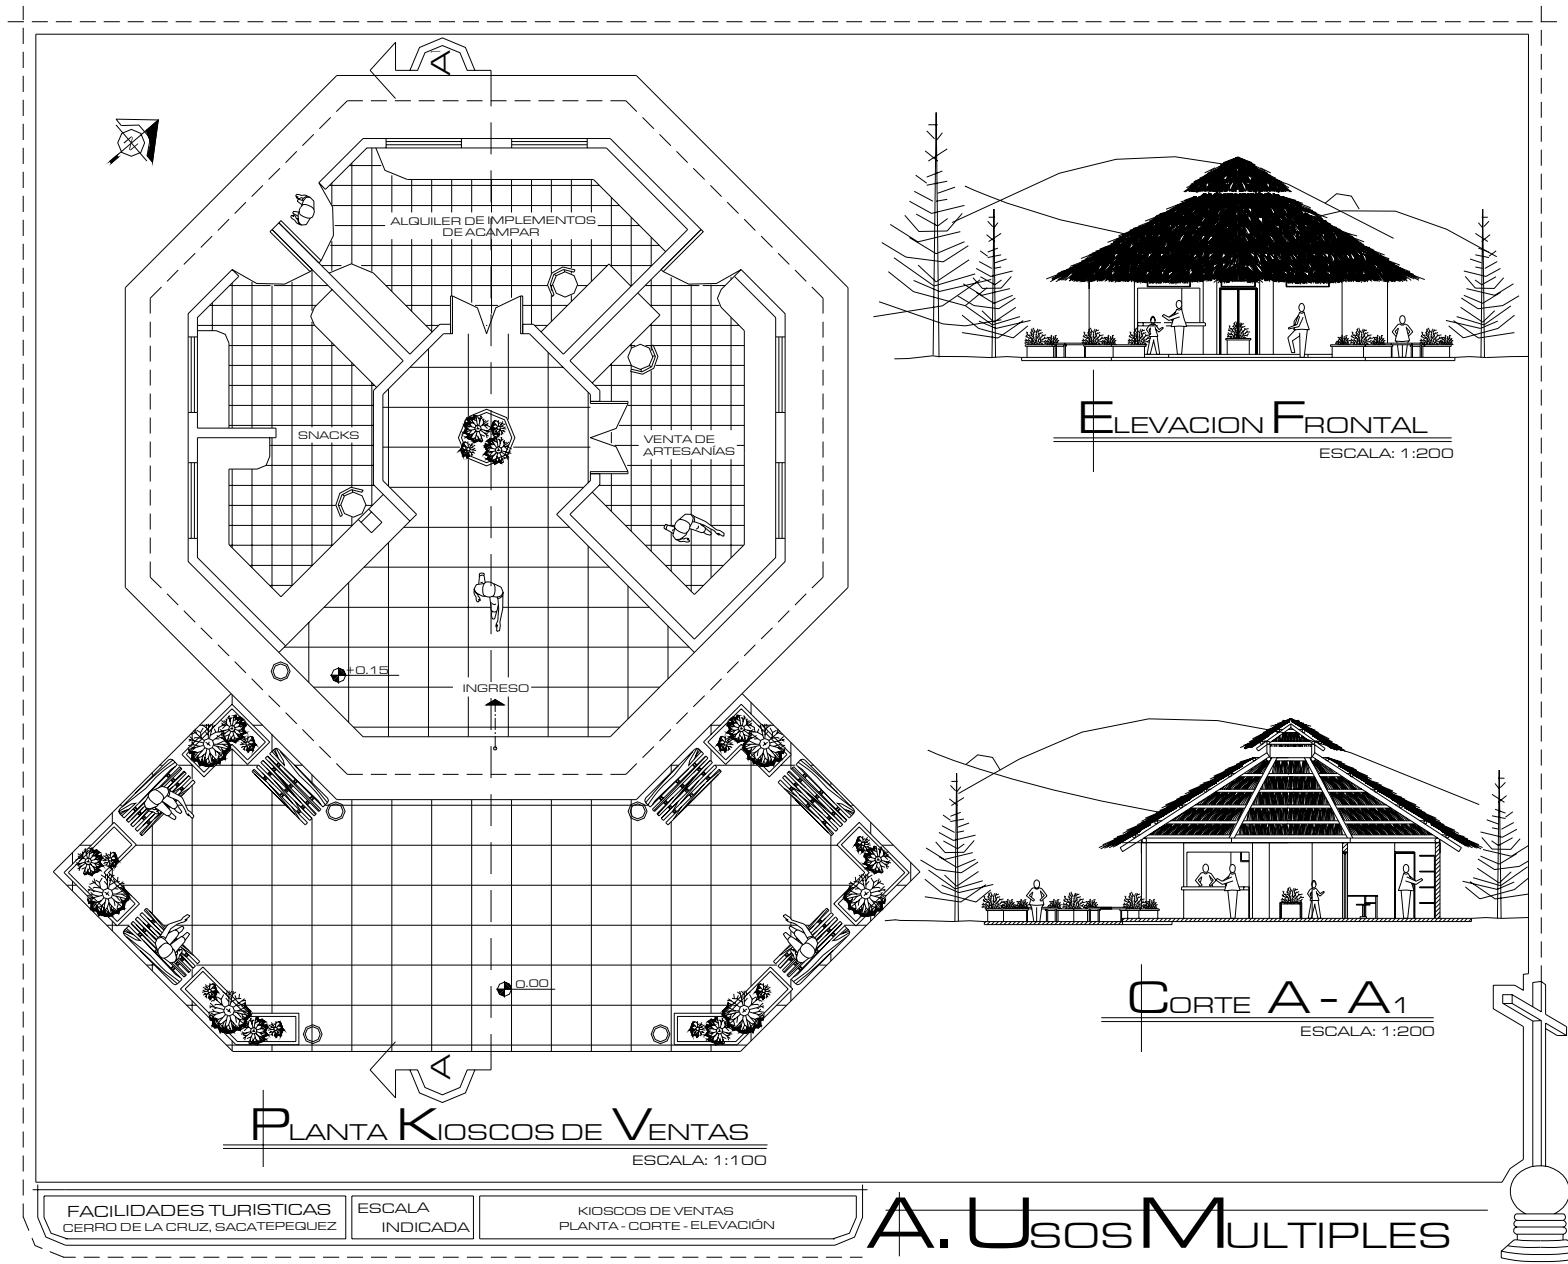 A
ALQUILER DE IMPLEMENTOS
DE ACAMPAR
SNACKS
VENTA DE
ARTESANÍAS
+0.15
INGRESO
0.00
A
PLANTA KIOSCOS DE VENTAS
ESCALA: 1:100
ELEVACION FRONTAL
ESCALA: 1:200
CORTE A - A1
ESCALA: 1:200
FACILIDADES TURISTICAS
CERRO DE LA CRUZ, SACATEPEQUEZ
ESCALA
INDICADA
KIOSCOS DE VENTAS
PLANTA - CORTE - ELEVACIÓN
A. USOS MULTIPLES